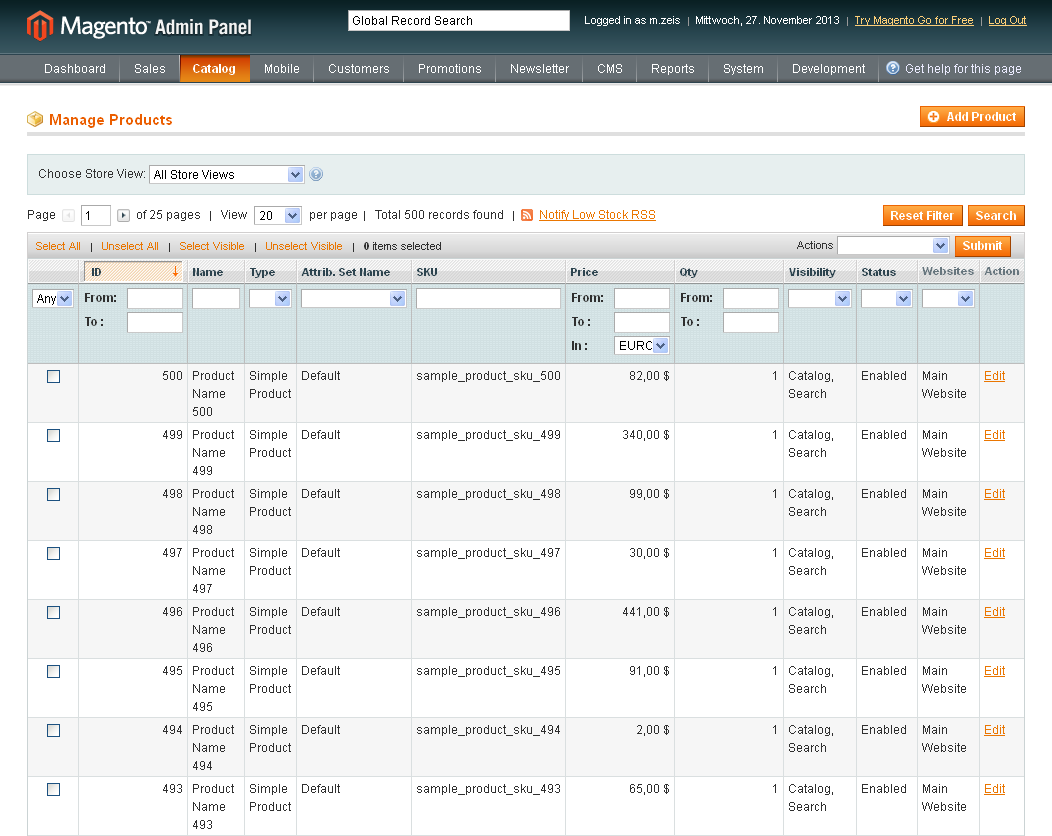 Magento™ Admin Panel
Global Record Search
Logged in as m.zeis | Mittwoch, 27. November 2013 | Try Magento Go for Free | Log Out
Dashboard Sales Catalog Mobile Customers Promotions Newsletter CMS Reports System Development Get help for this page
Manage Products
Add Product
Choose Store View: All Store Views
Page 1 of 25 pages | View 20 per page | Total 500 records found | Notify Low Stock RSS
Reset Filter Search
Select All | Unselect All | Select Visible | Unselect Visible | 0 items selected
Actions Submit
ID Name Type Attrib. Set Name SKU Price Qty Visibility Status Websites Action
Any From: From: From:
To : To : To :
In : EURO
500 Product Simple Default sample_product_sku_500 82,00 $ 1 Catalog, Enabled Main Edit
Name Product Search Website
500
499 Product Simple Default sample_product_sku_499 340,00 $ 1 Catalog, Enabled Main Edit
Name Product Search Website
499
498 Product Simple Default sample_product_sku_498 99,00 $ 1 Catalog, Enabled Main Edit
Name Product Search Website
498
497 Product Simple Default sample_product_sku_497 30,00 $ 1 Catalog, Enabled Main Edit
Name Product Search Website
497
496 Product Simple Default sample_product_sku_496 441,00 $ 1 Catalog, Enabled Main Edit
Name Product Search Website
496
495 Product Simple Default sample_product_sku_495 91,00 $ 1 Catalog, Enabled Main Edit
Name Product Search Website
495
494 Product Simple Default sample_product_sku_494 2,00 $ 1 Catalog, Enabled Main Edit
Name Product Search Website
494
493 Product Simple Default sample_product_sku_493 65,00 $ 1 Catalog, Enabled Main Edit
Name Product Search Website
493